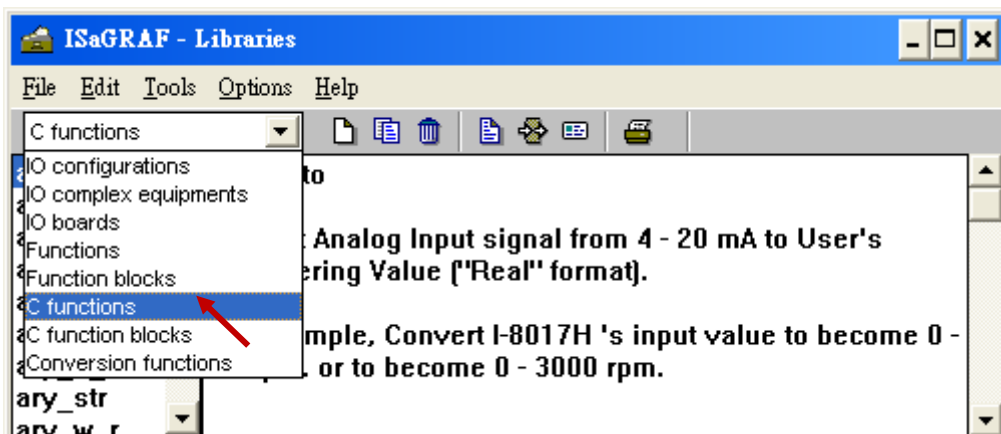 ISaGRAF - Libraries
File Edit Tools Options Help
C functions
IO configurations
IO complex equipments
IO boards
Functions
Function blocks
C functions
C function blocks
Conversion functions
ary_str
ary_w_r
to
Analog Input signal from 4 - 20 mA to User's
ering Value ("Real" format).
mple, Convert I-8017H 's input value to become 0 -
. or to become 0 - 3000 rpm.